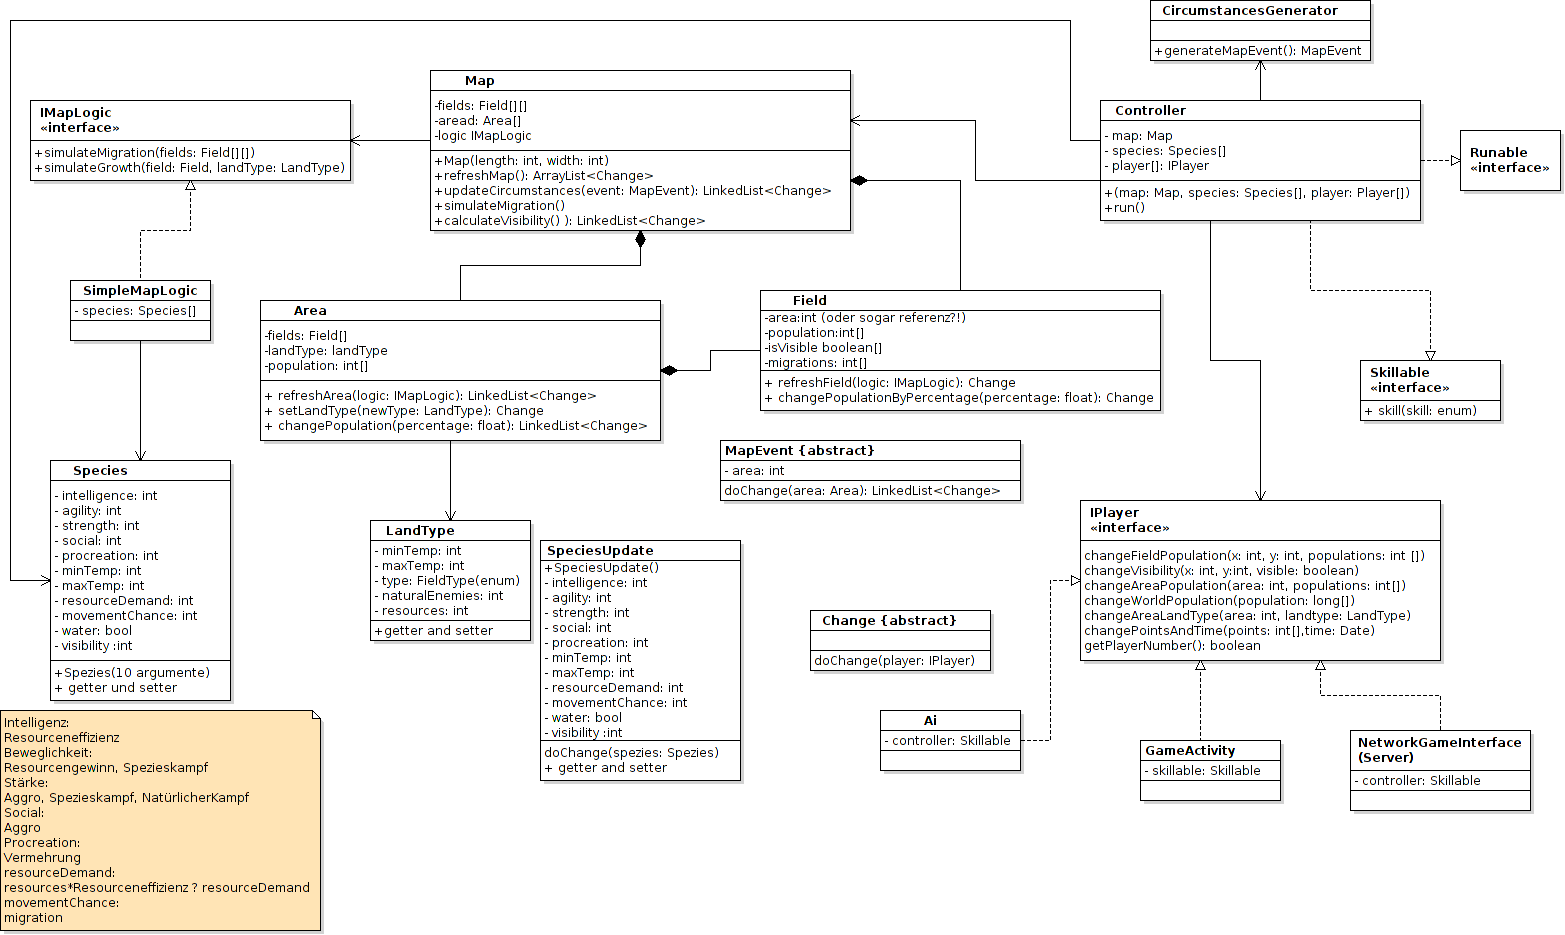 CircumstancesGenerator
+generateMapEvent(): MapEvent
Map
-fields: Field[][]
-aread: Area[]
-logic IMapLogic
+Map(length: int, width: int)
+refreshMap(): ArrayList<Change>
+updateCircumstances(event: MapEvent): LinkedList<Change>
+simulateMigration()
+calculateVisibility() ): LinkedList<Change>
IMapLogic
«interface»
+simulateMigration(fields: Field[][])
+simulateGrowth(field: Field, landType: LandType)
Controller
- map: Map
- species: Species[]
- player[]: IPlayer
+(map: Map, species: Species[], player: Player[])
+run()
Runable
«interface»
SimpleMapLogic
- species: Species[]
Area
-fields: Field[]
-landType: landType
-population: int[]
+ refreshArea(logic: IMapLogic): LinkedList<Change>
+ setLandType(newType: LandType): Change
+ changePopulation(percentage: float): LinkedList<Change>
Field
-area:int (oder sogar referenz?!)
-population:int[]
-isVisible boolean[]
-migrations: int[]
+ refreshField(logic: IMapLogic): Change
+ changePopulationByPercentage(percentage: float): Change
Skillable
«interface»
+ skill(skill: enum)
MapEvent {abstract}
- area: int
doChange(area: Area): LinkedList<Change>
Species
- intelligence: int
- agility: int
- strength: int
- social: int
- procreation: int
- minTemp: int
- maxTemp: int
- resourceDemand: int
- movementChance: int
- water: bool
- visibility :int
+Spezies(10 argumente)
+ getter und setter
LandType
- minTemp: int
- maxTemp: int
- type: FieldType(enum)
- naturalEnemies: int
- resources: int
+getter and setter
SpeciesUpdate
+SpeciesUpdate()
- intelligence: int
- agility: int
- strength: int
- social: int
- procreation: int
- minTemp: int
- maxTemp: int
- resourceDemand: int
- movementChance: int
- water: bool
- visibility :int
doChange(spezies: Spezies)
+ getter and setter
IPlayer
«interface»
changeFieldPopulation(x: int, y: int, populations: int [])
changeVisibility(x: int, y:int, visible: boolean)
changeAreaPopulation(area: int, populations: int[])
changeWorldPopulation(population: long[])
changeAreaLandType(area: int, landtype: LandType)
changePointsAndTime(points: int[],time: Date)
getPlayerNumber(): boolean
Change {abstract}
doChange(player: IPlayer)
Ai
- controller: Skillable
GameActivity
- skillable: Skillable
NetworkGameInterface
(Server)
- controller: Skillable
Intelligenz:
Resourceneffizienz
Beweglichkeit:
Resourcengewinn, Spezieskampf
Stärke:
Aggro, Spezieskampf, NatürlicherKampf
Social:
Aggro
Procreation:
Vermehrung
resourceDemand:
resources*Resourceneffizienz ? resourceDemand
movementChance:
migration